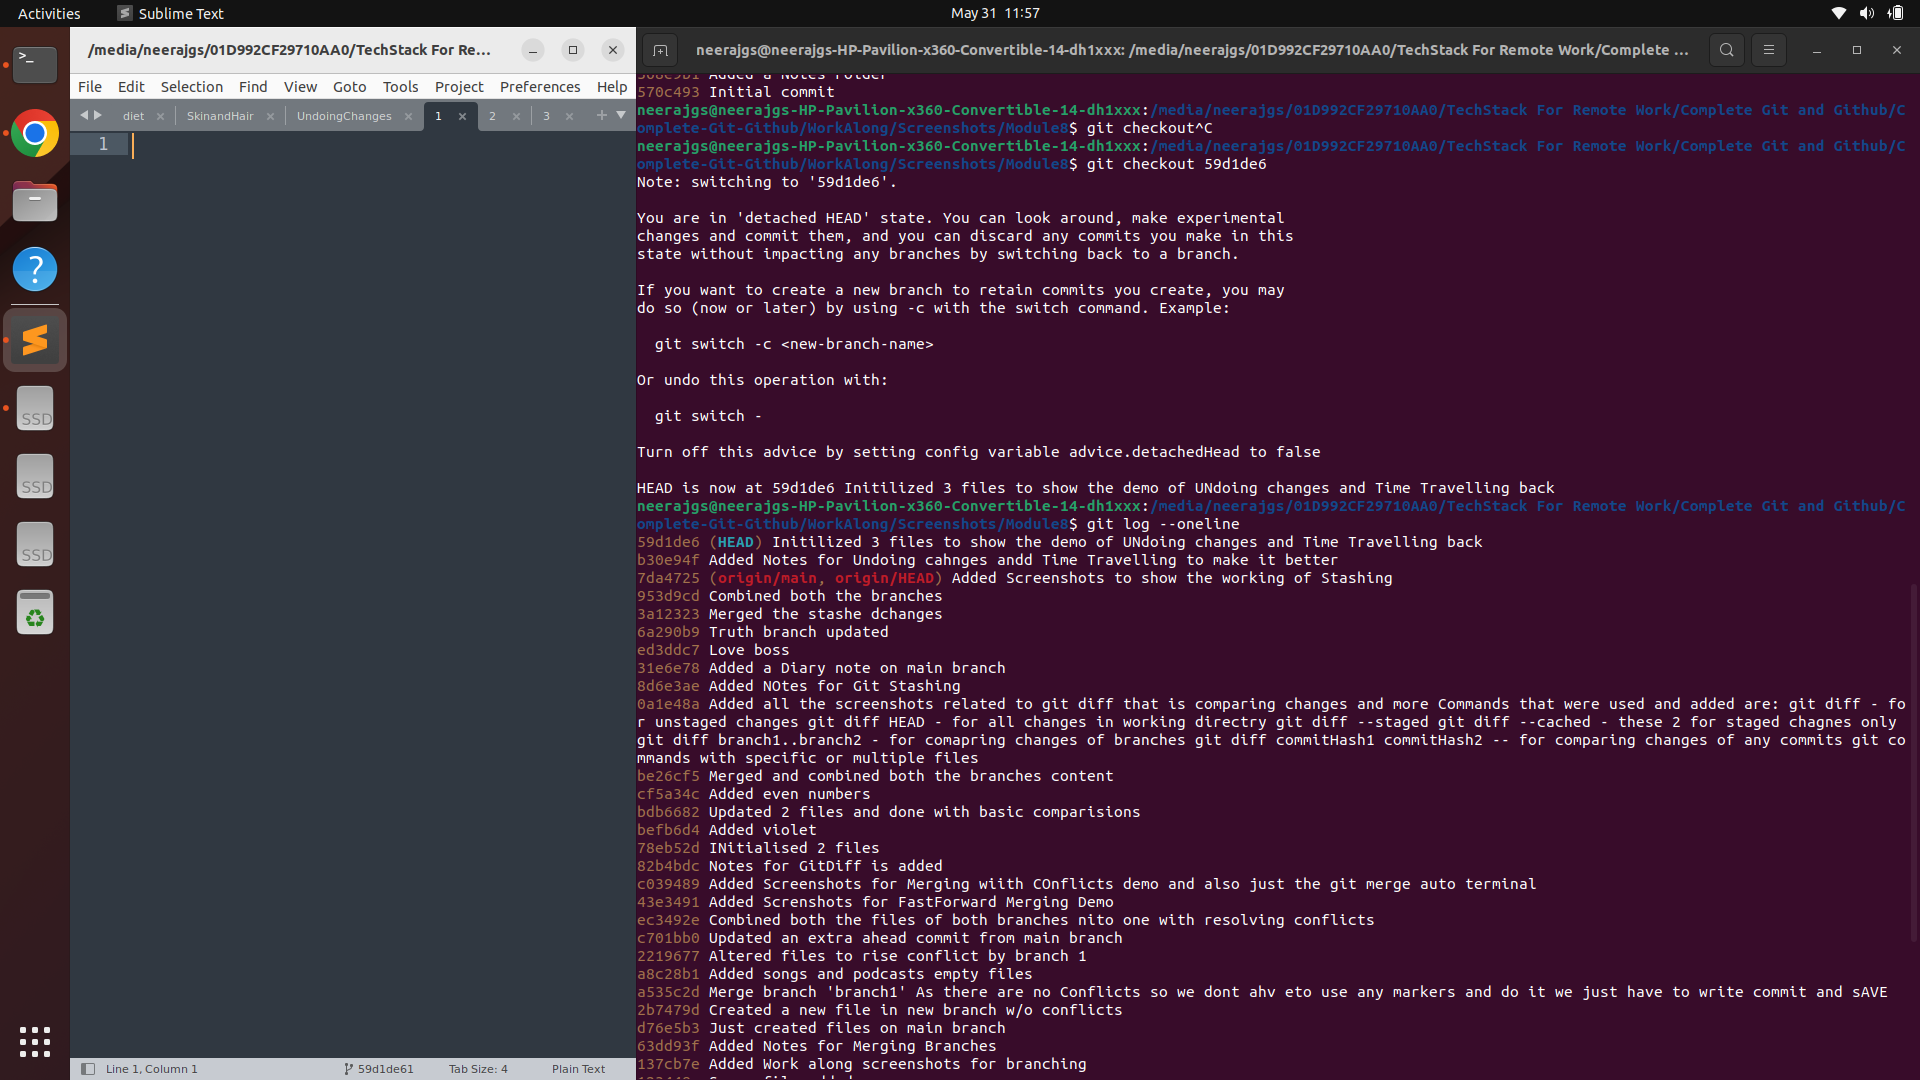 Activities
Sublime Text
May 31 11:57
/media/neerajgs/01D992CF29710AA0/TechStack For Re...
File Edit Selection Find View Goto Tools Project Preferences Help
diet SkinandHair UndoingChanges 1 2 3
1
SSD
SSD
SSD
Line 1, Column 1
59d1de61
Tab Size: 4
Plain Text
neerajgs@neerajgs-HP-Pavilion-x360-Convertible-14-dh1xxx: /media/neerajgs/01D992CF29710AA0/TechStack For Remote Work/Complete ...
Added a Notes Folder
570c493 Initial commit
neerajgs@neerajgs-HP-Pavilion-x360-Convertible-14-dh1xxx:/media/neerajgs/01D992CF29710AA0/TechStack For Remote Work/Complete Git and Github/C
omplete-Git-Github/WorkAlong/Screenshots/Module8$ git checkout^C
neerajgs@neerajgs-HP-Pavilion-x360-Convertible-14-dh1xxx:/media/neerajgs/01D992CF29710AA0/TechStack For Remote Work/Complete Git and Github/C
omplete-Git-Github/WorkAlong/Screenshots/Module8$ git checkout 59d1de6
Note: switching to '59d1de6'.
You are in 'detached HEAD' state. You can look around, make experimental
changes and commit them, and you can discard any commits you make in this
state without impacting any branches by switching back to a branch.
If you want to create a new branch to retain commits you create, you may
do so (now or later) by using -c with the switch command. Example:
git switch -c <new-branch-name>
Or undo this operation with:
git switch -
Turn off this advice by setting config variable advice.detachedHead to false
HEAD is now at 59d1de6 Initilized 3 files to show the demo of UNdoing changes and Time Travelling back
neerajgs@neerajgs-HP-Pavilion-x360-Convertible-14-dh1xxx:/media/neerajgs/01D992CF29710AA0/TechStack For Remote Work/Complete Git and Github/C
omplete-Git-Github/WorkAlong/Screenshots/Module8$ git log --oneline
59d1de6 (HEAD) Initilized 3 files to show the demo of UNdoing changes and Time Travelling back
b30e94f Added Notes for Undoing cahnges andd Time Travelling to make it better
7da4725 (origin/main, origin/HEAD) Added Screenshots to show the working of Stashing
953d9cd Combined both the branches
3a12323 Merged the stashe dchanges
6a290b9 Truth branch updated
ed3ddc7 Love boss
31e6e78 Added a Diary note on main branch
8d6e3ae Added NOtes for Git Stashing
0a1e48a Added all the screenshots related to git diff that is comparing changes and more Commands that were used and added are: git diff - fo
r unstaged changes git diff HEAD - for all changes in working directry git diff --staged git diff --cached - these 2 for staged chagnes only
git diff branch1..branch2 - for comapring changes of branches git diff commitHash1 commitHash2 -- for comparing changes of any commits git co
mmands with specific or multiple files
be26cf5 Merged and combined both the branches content
cf5a34c Added even numbers
bdb6682 Updated 2 files and done with basic comparisions
befb6d4 Added violet
78eb52d INitialised 2 files
82b4bdc Notes for GitDiff is added
c039489 Added Screenshots for Merging wiith COnflicts demo and also just the git merge auto terminal
43e3491 Added Screnshots for FastForward Merging Demo
ec3492e Combined both the files of both branches nito one with resolving conflicts
c701bb0 Updated an extra ahead commit from main branch
2219677 Altered files to rise conflict by branch 1
a8c28b1 Added songs and podcasts empty files
a535c2d Merge branch 'branch1' As there are no Conflicts so we dont ahv eto use any markers and do it we just have to write commit and sAVE
2b7479d Created a new file in new branch w/o conflicts
d76e5b3 Just created files on main branch
63dd93f Added Notes for Merging Branches
137cb7e Added Work along screenshots for branching